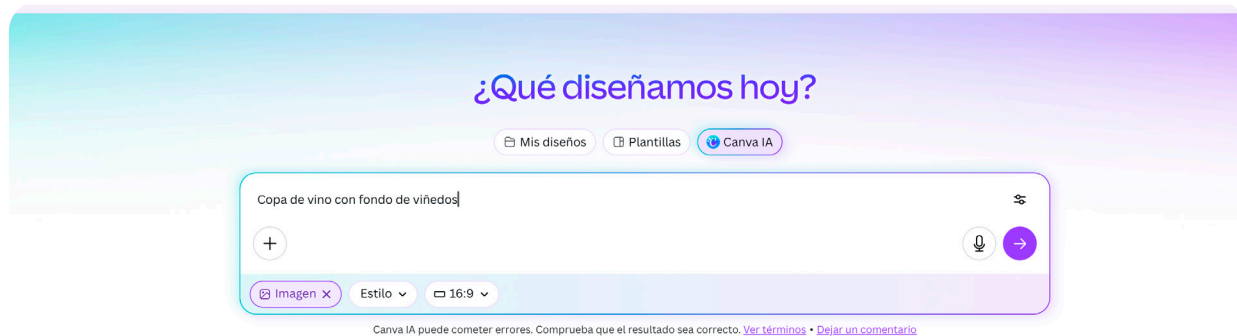 ¿Qué diseñamos hoy?
Mis diseños Plantillas Canva IA
Copa de vino con fondo de viñedos
Imagen Estilo 16:9
Canva IA puede cometer errores. Comprueba que el resultado sea correcto. Ver términos • Dejar un comentario